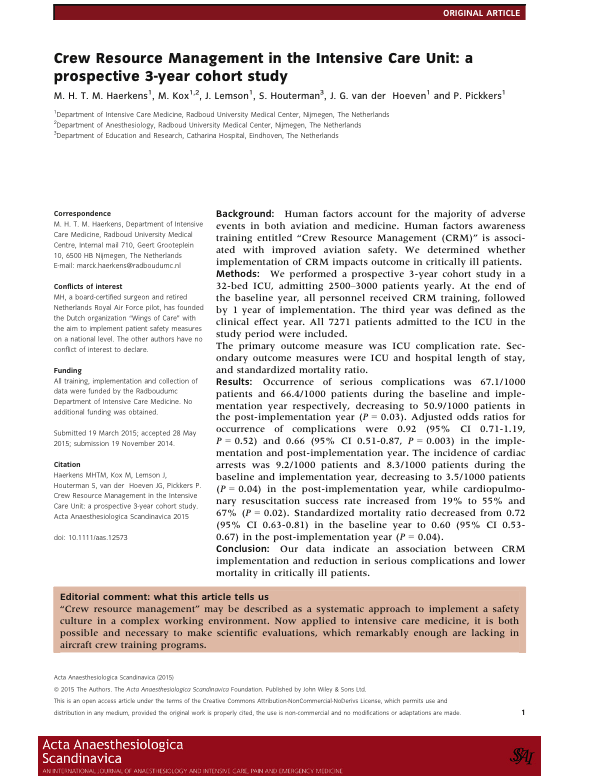 ORIGINAL ARTICLE
Crew Resource Management in the Intensive Care Unit: a
prospective 3-year cohort study
M. H. T. M. Haerkens1, M. Kox1,2, J. Lemson1, S. Houterman3, J. G. van der Hoeven1 and P. Pickkers1
1Department of Intensive Care Medicine, Radboud University Medical Center, Nijmegen, The Netherlands
2Department of Anesthesiology, Radboud University Medical Center, Nijmegen, The Netherlands
3Department of Education and Research, Catharina Hospital, Eindhoven, The Netherlands
Correspondence
M. H. T. M. Haerkens, Department of Intensive
Care Medicine, Radboud University Medical
Centre, Internal mail 710, Geert Grooteplein
10, 6500 HB Nijmegen, The Netherlands
E-mail: marck.haerkens@radboudumc.nl
Conflicts of interest
MH, a board-certified surgeon and retired
Netherlands Royal Air Force pilot, has founded
the Dutch organization "Wings of Care" with
the aim to implement patient safety measures
on a national level. The other authors have no
conflict of interest to declare.
Funding
All training, implementation and collection of
data were funded by the Radboudumc
Department of Intensive Care Medicine. No
additional funding was obtained.
Submitted 19 March 2015; accepted 28 May
2015; submission 19 November 2014.
Citation
Haerkens MHTM, Kox M, Lemson J,
Houterman S, van der Hoeven JG, Pickkers P.
Crew Resource Management in the Intensive
Care Unit: a prospective 3-year cohort study.
Acta Anaesthesiologica Scandinavica 2015
doi: 10.1111/aas.12573
Background: Human factors account for the majority of adverse
events in both aviation and medicine. Human factors awareness
training entitled "Crew Resource Management (CRM)" is associ-
ated with improved aviation safety. We determined whether
implementation of CRM impacts outcome in critically ill patients.
Methods: We performed a prospective 3-year cohort study in a
32-bed ICU, admitting 2500–3000 patients yearly. At the end of
the baseline year, all personnel received CRM training, followed
by 1 year of implementation. The third year was defined as the
clinical effect year. All 7271 patients admitted to the ICU in the
study period were included.
The primary outcome measure was ICU complication rate. Sec-
ondary outcome measures were ICU and hospital length of stay,
and standardized mortality ratio.
Results: Occurrence of serious complications was 67.1/1000
patients and 66.4/1000 patients during the baseline and imple-
mentation year respectively, decreasing to 50.9/1000 patients in
the post-implementation year (P = 0.03). Adjusted odds ratios for
occurrence of complications were 0.92 (95% CI 0.71-1.19,
P = 0.52) and 0.66 (95% CI 0.51-0.87, P = 0.003) in the imple-
mentation and post-implementation year. The incidence of cardiac
arrests was 9.2/1000 patients and 8.3/1000 patients during the
baseline and implementation year, decreasing to 3.5/1000 patients
(P = 0.04) in the post-implementation year, while cardiopulmo-
nary resuscitation success rate increased from 19% to 55% and
67% (P = 0.02). Standardized mortality ratio decreased from 0.72
(95% CI 0.63-0.81) in the baseline year to 0.60 (95% CI 0.53-
0.67) in the post-implementation year (P = 0.04).
Conclusion: Our data indicate an association between CRM
implementation and reduction in serious complications and lower
mortality in critically ill patients.
Editorial comment: what this article tells us
"Crew resource management" may be described as a systematic approach to implement a safety
culture in a complex working environment. Now applied to intensive care medicine, it is both
possible and necessary to make scientific evaluations, which remarkably enough are lacking in
aircraft crew training programs.
Acta Anaesthesiologica Scandinavica (2015)
© 2015 The Authors. The Acta Anaesthesiologica Scandinavica Foundation. Published by John Wiley & Sons Ltd.
This is an open access article under the terms of the Creative Commons Attribution-NonCommercial-NoDerivs License, which permits use and
distribution in any medium, provided the original work is properly cited, the use is non-commercial and no modifications or adaptations are made.
1
Acta Anaesthesiologica
Scandinavica
AN INTERNATIONAL JOURNAL OF ANAESTHESIOLOGY AND INTENSIVE CARE, PAIN AND EMERGENCY MEDICINE